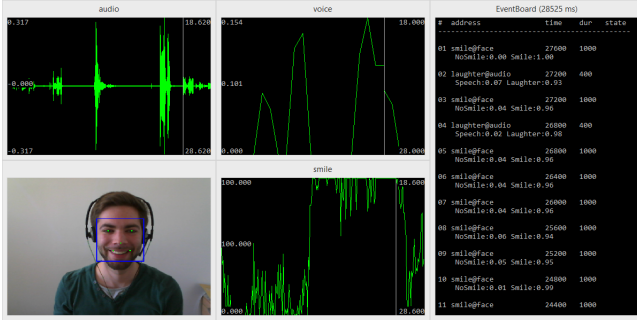 audio
0.317
18.000
-0.000
-0.317
28.620
voice
0.154
18.000
0.101
0.000
28.000
EventBoard (28525 ms)
# address time dur state
--------------------------------------------------------
01 smile@face 27600 1000
NoSmile:0.00 Smile:1.00
02 laughter@audio 27200 400
Speech:0.07 Laughter:0.93
03 smile@face 27200 1000
NoSmile:0.04 Smile:0.96
04 laughter@audio 26800 400
Speech:0.02 Laughter:0.98
05 smile@face 26800 1000
NoSmile:0.04 Smile:0.96
06 smile@face 26400 1000
NoSmile:0.04 Smile:0.96
07 smile@face 26000 1000
NoSmile:0.04 Smile:0.96
08 smile@face 25600 1000
NoSmile:0.06 Smile:0.94
09 smile@face 25200 1000
NoSmile:0.05 Smile:0.95
10 smile@face 24800 1000
NoSmile:0.01 Smile:0.99
11 smile@face 24400 1000
smile
100.000
18.600
100.000
0.000
28.600